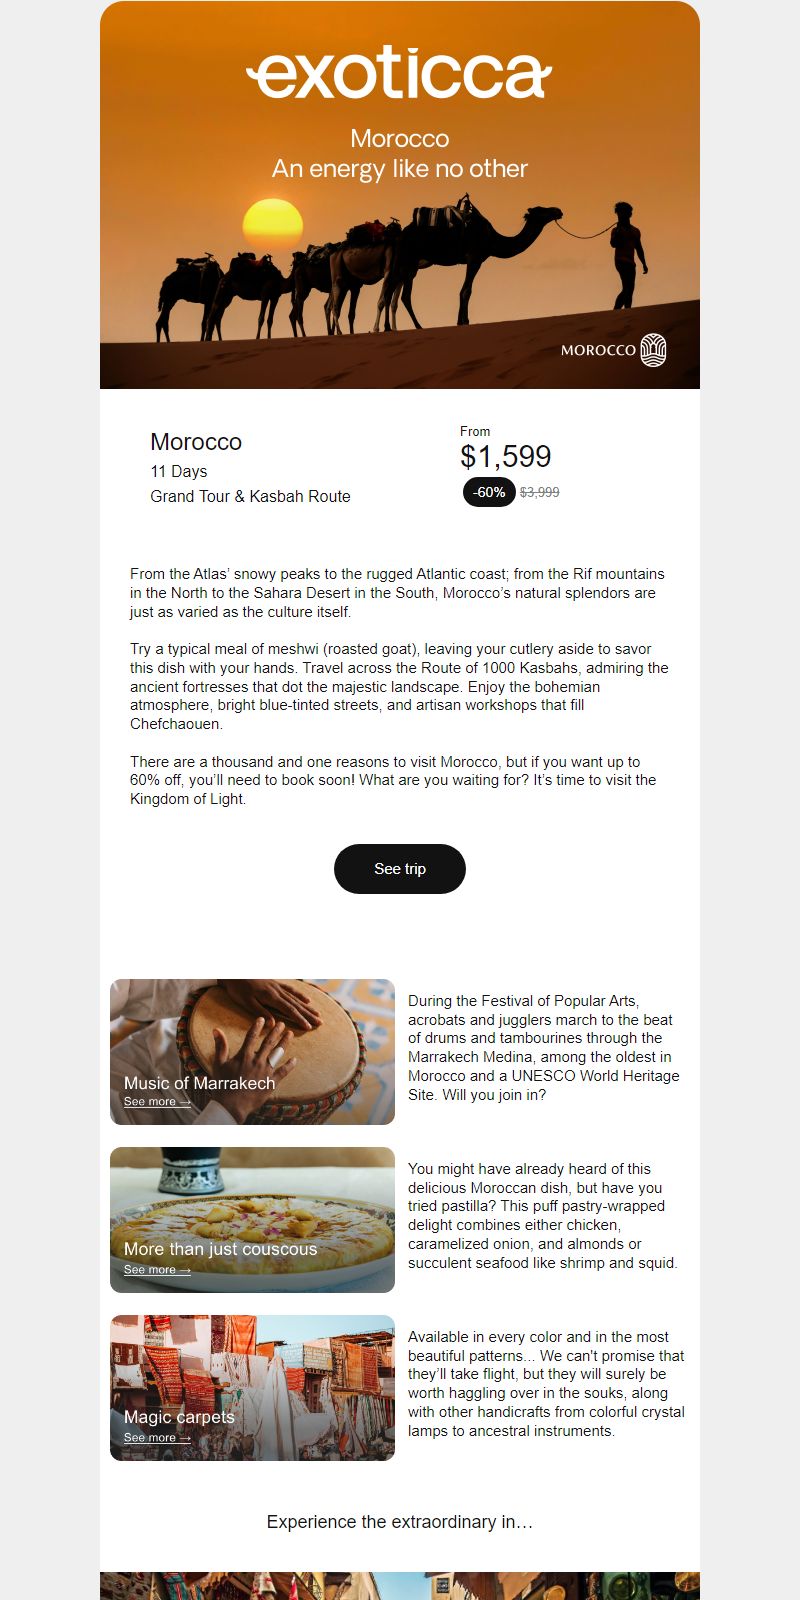 exoticca
Morocco
An energy like no other
MOROCCO
Morocco
11 Days
Grand Tour & Kasbah Route
From
$1,599
-60% $3,999
From the Atlas’ snowy peaks to the rugged Atlantic coast; from the Rif mountains
in the North to the Sahara Desert in the South, Morocco’s natural splendors are
just as varied as the culture itself.
Try a typical meal of meshwi (roasted goat), leaving your cutlery aside to savor
this dish with your hands. Travel across the Route of 1000 Kasbahs, admiring the
ancient fortresses that dot the majestic landscape. Enjoy the bohemian
atmosphere, bright blue-tinted streets, and artisan workshops that fill
Chefchaouen.
There are a thousand and one reasons to visit Morocco, but if you want up to
60% off, you’ll need to book soon! What are you waiting for? It’s time to visit the
Kingdom of Light.
See trip
Music of Marrakech
See more →
During the Festival of Popular Arts,
acrobats and jugglers march to the beat
of drums and tambourines through the
Marrakech Medina, among the oldest in
Morocco and a UNESCO World Heritage
Site. Will you join in?
More than just couscous
See more →
You might have already heard of this
delicious Moroccan dish, but have you
tried pastilla? This puff pastry-wrapped
delight combines either chicken,
caramelized onion, and almonds or
succulent seafood like shrimp and squid.
Magic carpets
See more →
Available in every color and in the most
beautiful patterns... We can't promise that
they’ll take flight, but they will surely be
worth haggling over in the souks, along
with other handicrafts from colorful crystal
lamps to ancestral instruments.
Experience the extraordinary in…